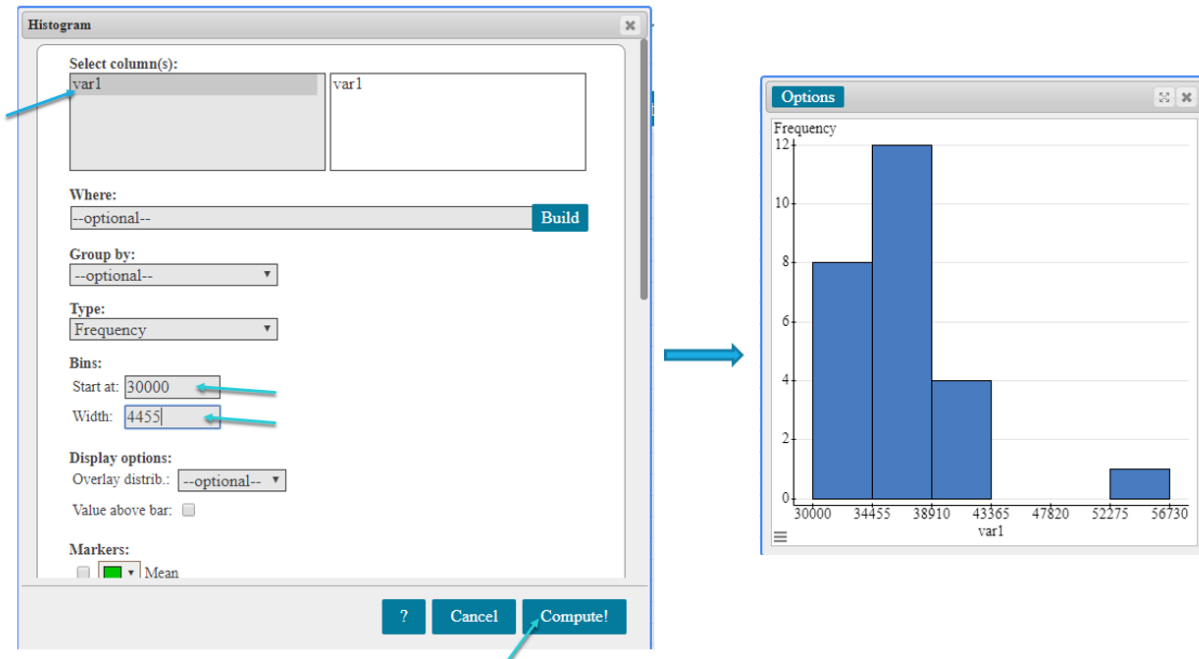 Histogram
Select column(s):
var1
var1
Where:
--optional--
Build
Group by:
--optional--
Type:
Frequency
Bins:
Start at: 30000
Width: 4455
Display options:
Overlay distrib.: --optional--
Value above bar:
Markers:
Mean
? Cancel Compute!
Options
Frequency
12
10
8
6
4
2
0
30000 34455 38910 43365 47820 52275 56730
var1